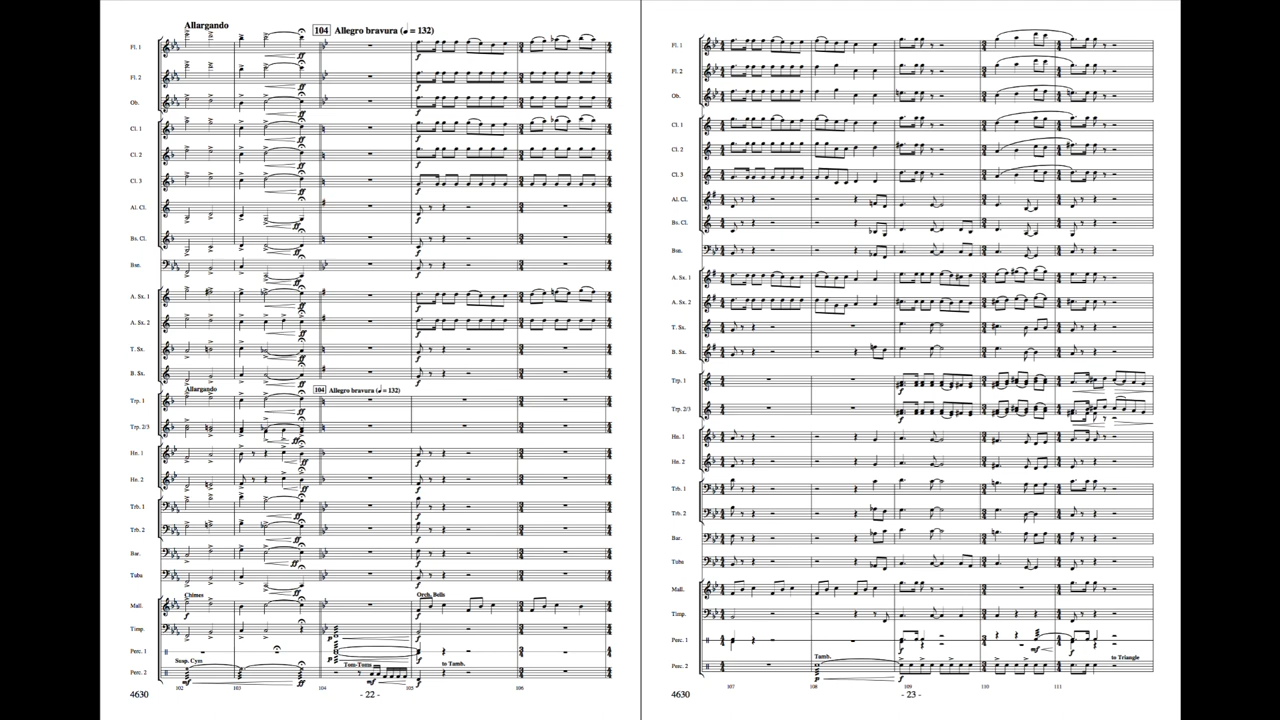 Allargando
104 Allegro bravura (♩ = 132)
Fl. 1
Fl. 2
Ob.
Cl. 1
Cl. 2
Cl. 3
Al. Cl.
Bs. Cl.
Bsn.
A. Sx. 1
A. Sx. 2
T. Sx.
B. Sx.
Allargando
104 Allegro bravura (♩ = 132)
Trp. 1
Trp. 2/3
Hn. 1
Hn. 2
Trb. 1
Trb. 2
Bar.
Tuba
Chimes
Orch. Bells
Mall.
Timp.
Perc. 1
Susp. Cym
Tom-Toms
to Tamb.
Perc. 2
102 103 104 105 106
4630
- 22 -
Fl. 1
Fl. 2
Ob.
Cl. 1
Cl. 2
Cl. 3
Al. Cl.
Bs. Cl.
Bsn.
A. Sx. 1
A. Sx. 2
T. Sx.
B. Sx.
Trp. 1
Trp. 2/3
Hn. 1
Hn. 2
Trb. 1
Trb. 2
Bar.
Tuba
Mall.
Timp.
Perc. 1
Tamb.
to Triangle
Perc. 2
107 108 109 110 111
4630
- 23 -